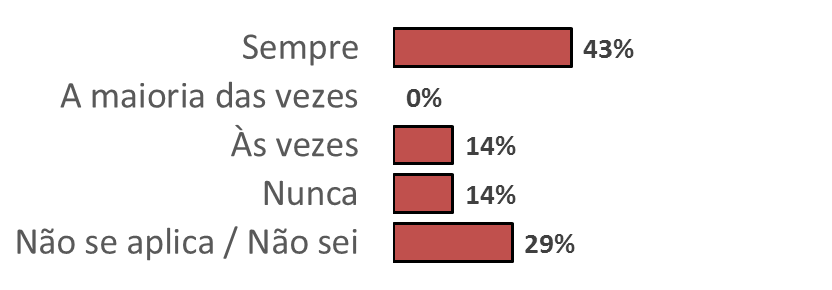 Sempre 43%
A maioria das vezes 0%
Às vezes 14%
Nunca 14%
Não se aplica / Não sei 29%